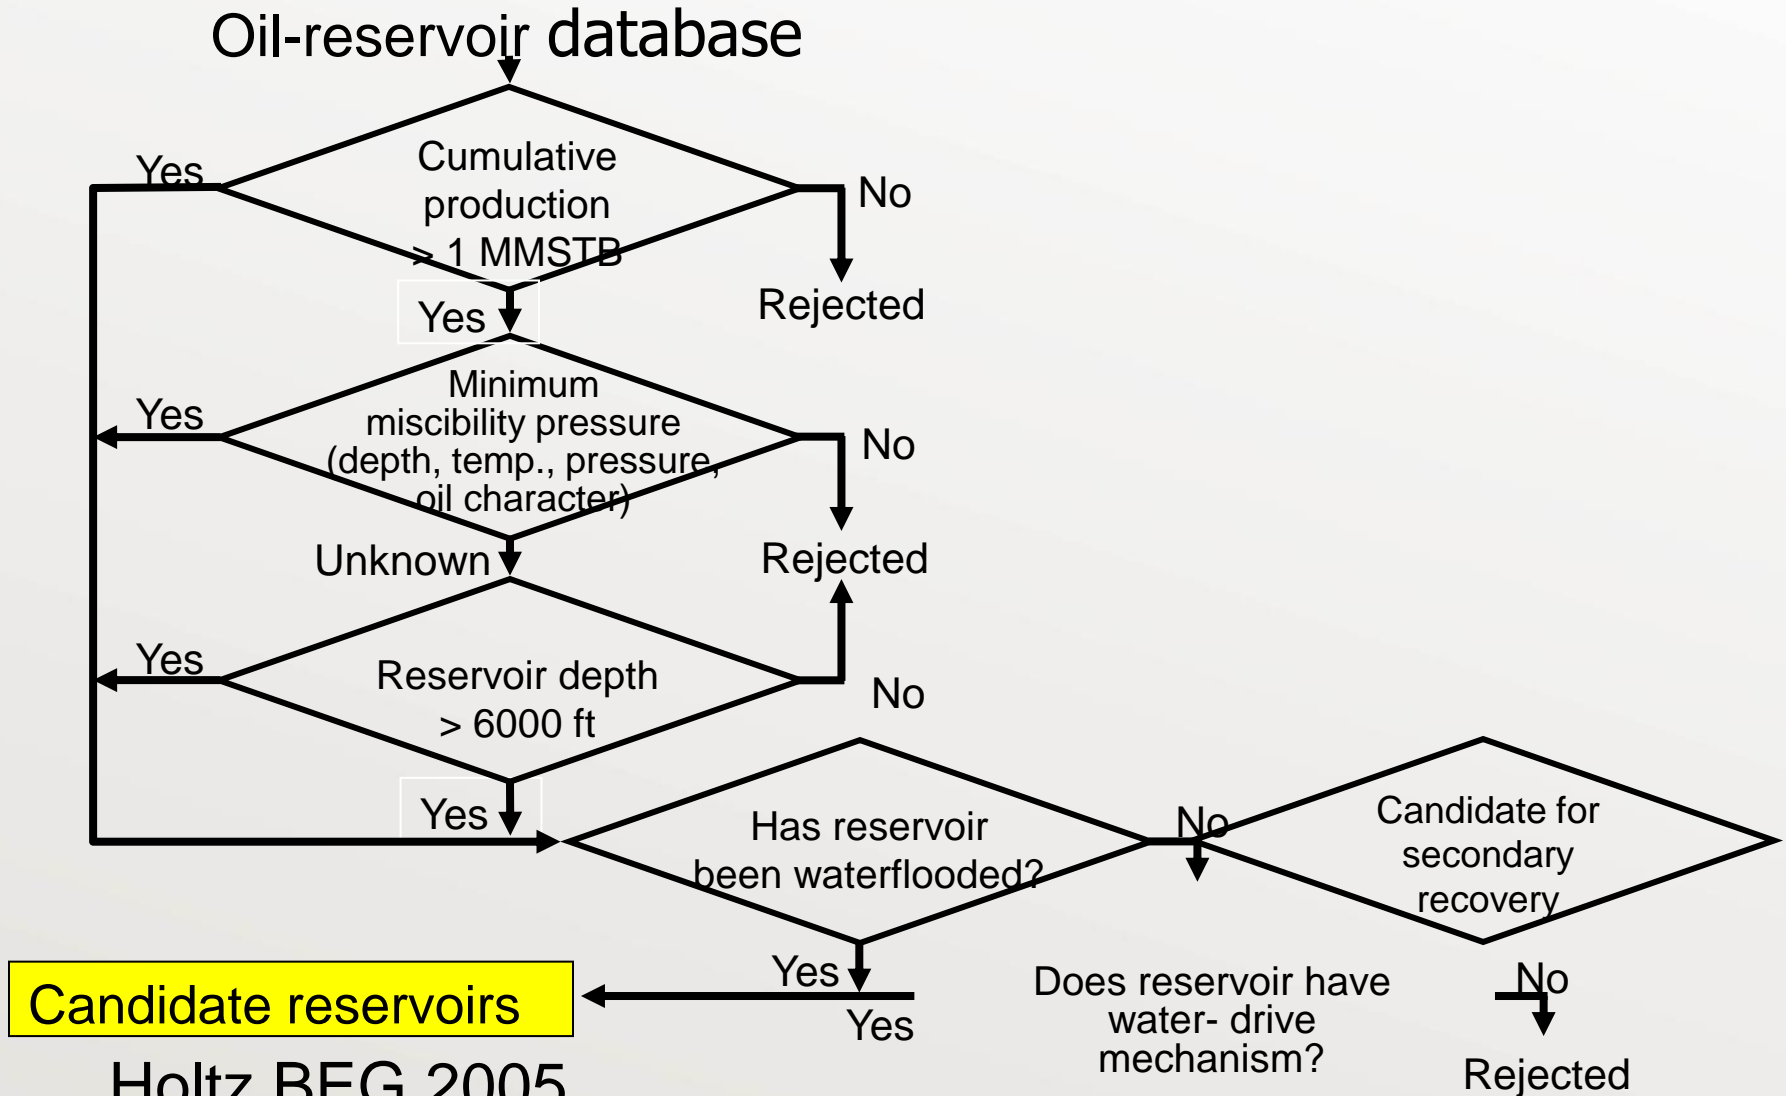 Oil-reservoir database
Yes
Cumulative
production
> 1 MMSTB
No
Rejected
Yes
Yes
Minimum
miscibility pressure
(depth, temp., pressure,
oil character)
No
Unknown
Rejected
Yes
Reservoir depth
> 6000 ft
No
Yes
Has reservoir
been waterflooded?
No
Candidate for
secondary
recovery
Yes
Yes
Candidate reservoirs
Does reservoir have
water- drive
mechanism?
No
Rejected
Holtz BEG 2005